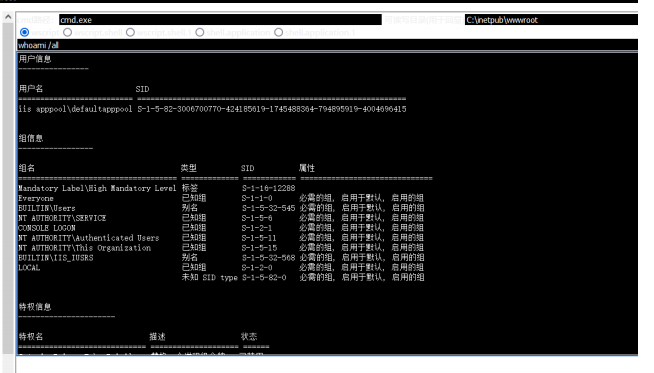 cmd.exe C:\netpub\wwwroot
whoami /all
用户信息
----------------
用户名 SID
========================== ==============================================================
iis apppool\defaultapppool S-1-5-82-3006700770-424185619-1745488364-794895919-4004696415
组信息
-----------------
组名 类型 SID 属性
==================================== ============= ============ ==============================
Mandatory Label\High Mandatory Level 标签 S-1-16-12288
Everyone 已知组 S-1-1-0 必需的组, 启用于默认, 启用的组
BUILTIN\Users 别名 S-1-5-32-545 必需的组, 启用于默认, 启用的组
NT AUTHORITY\SERVICE 已知组 S-1-5-6 必需的组, 启用于默认, 启用的组
CONSOLE LOGON 已知组 S-1-2-1 必需的组, 启用于默认, 启用的组
NT AUTHORITY\Authenticated Users 已知组 S-1-5-11 必需的组, 启用于默认, 启用的组
NT AUTHORITY\This Organization 已知组 S-1-5-15 必需的组, 启用于默认, 启用的组
BUILTIN\IIS_IUSRS 别名 S-1-5-32-568 必需的组, 启用于默认, 启用的组
LOCAL 已知组 S-1-2-0 必需的组, 启用于默认, 启用的组
未知 SID type S-1-5-82-0 必需的组, 启用于默认, 启用的组
特权信息
----------------------
特权名 描述 状态
============================= ==================== ======